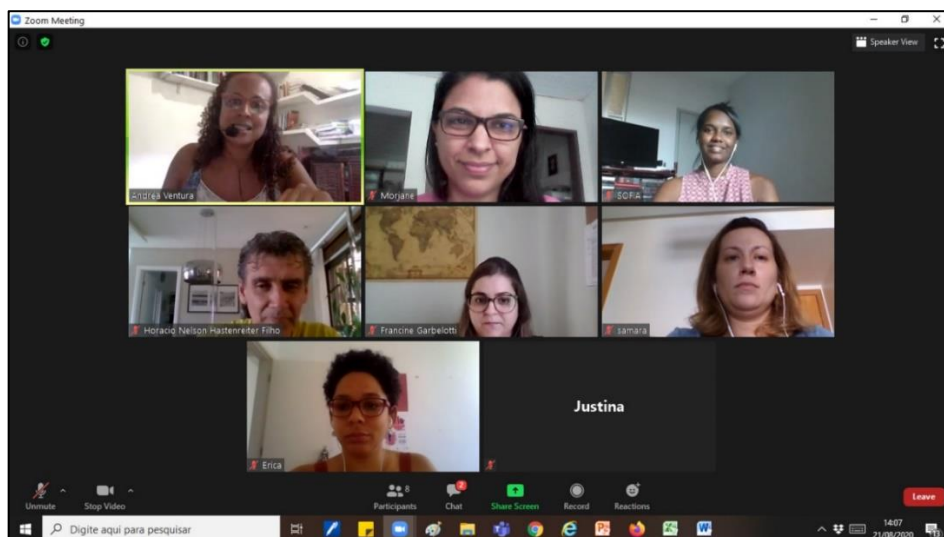 Zoom Meeting
Speaker View
Andrea Ventura
Morjane
SOFIA
Horacio Nelson Hastenreiter Filho
Francine Garbelotti
samara
Erica
Justina
Unmute
Stop Video
Participants
8
Chat
2
Share Screen
Record
Reactions
Leave
Digite aqui para pesquisar
14:07
21/08/2020